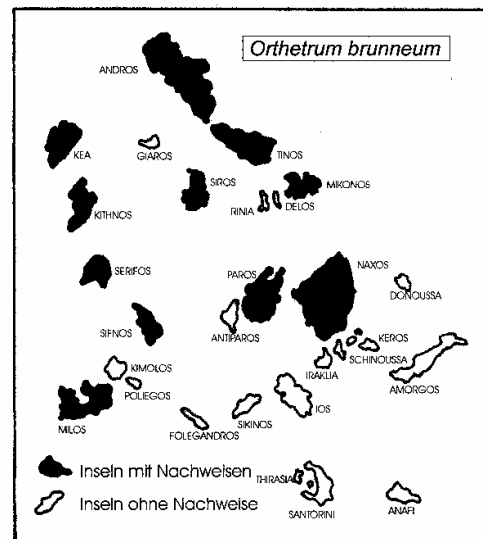 Orthetrum brunneum
ANDROS
KEA
GIAROS
TINOS
SIROS
MIKONOS
RINIA
DELOS
KITHNOS
SERIFOS
PAROS
NAXOS
DONOUSSA
SIFNOS
ANTIPAROS
KEROS
SCHINOUSSA
IRAKLIA
KIMOLOS
POLIEGOS
AMORGOS
MILOS
SIKINOS
IOS
FOLEGANDROS
Inseln mit Nachweisen
THIRASIA
Inseln ohne Nachweise
SANTORINI
ANAFI